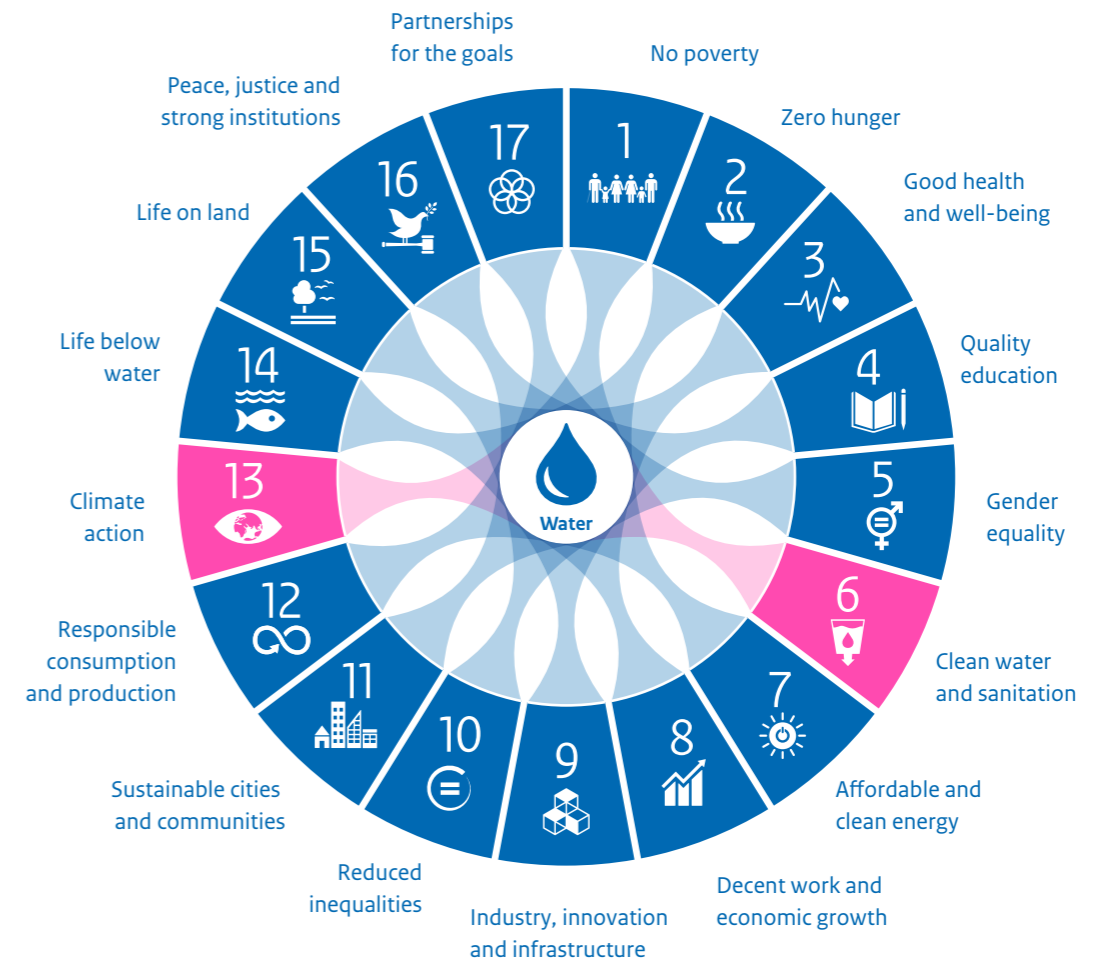 Partnerships
for the goals
No poverty
Zero hunger
Good health
and well-being
Quality
education
Gender
equality
Clean water
and sanitation
Affordable and
clean energy
Decent work and
economic growth
Industry, innovation
and infrastructure
Reduced
inequalities
Sustainable cities
and communities
Responsible
consumption
and production
Climate
action
Life below
water
Life on land
Peace, justice and
strong institutions
1
2
3
4
5
6
7
8
9
10
11
12
13
14
15
16
17
Water